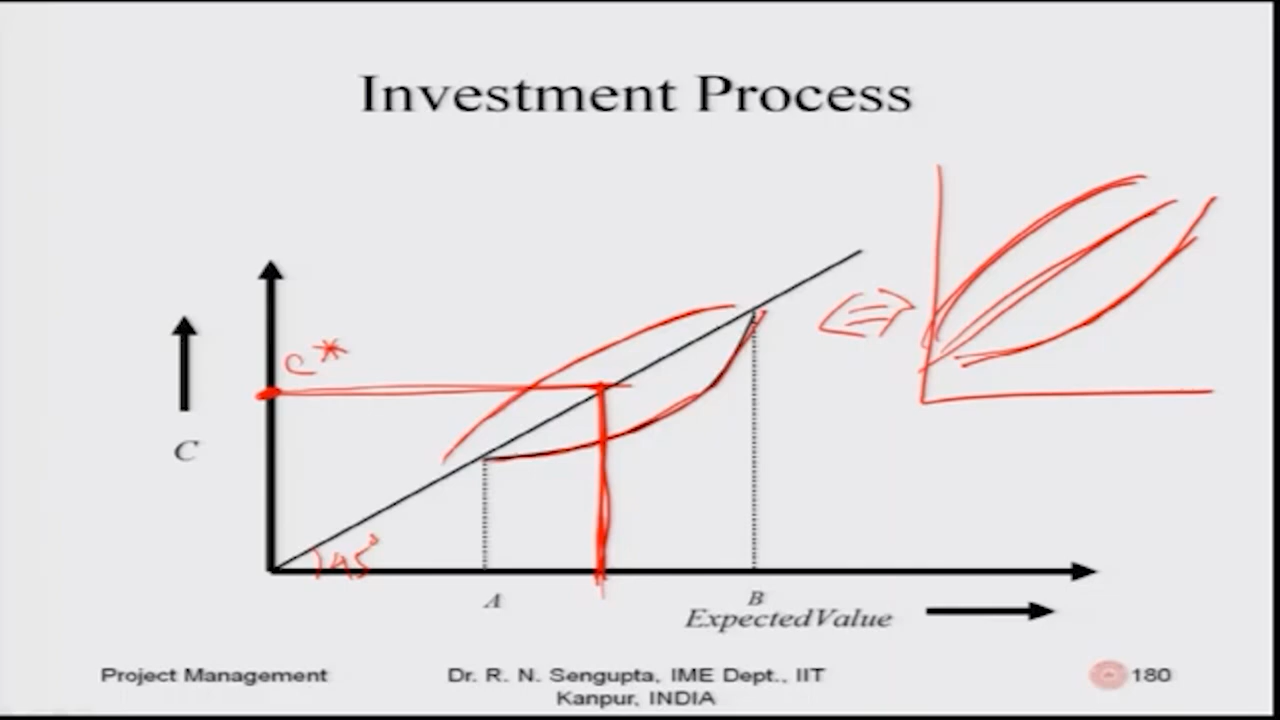 Investment Process
C*
C
45°
A
B
Expected Value
Project Management
Dr. R. N. Sengupta, IME Dept., IIT
Kanpur, INDIA
180